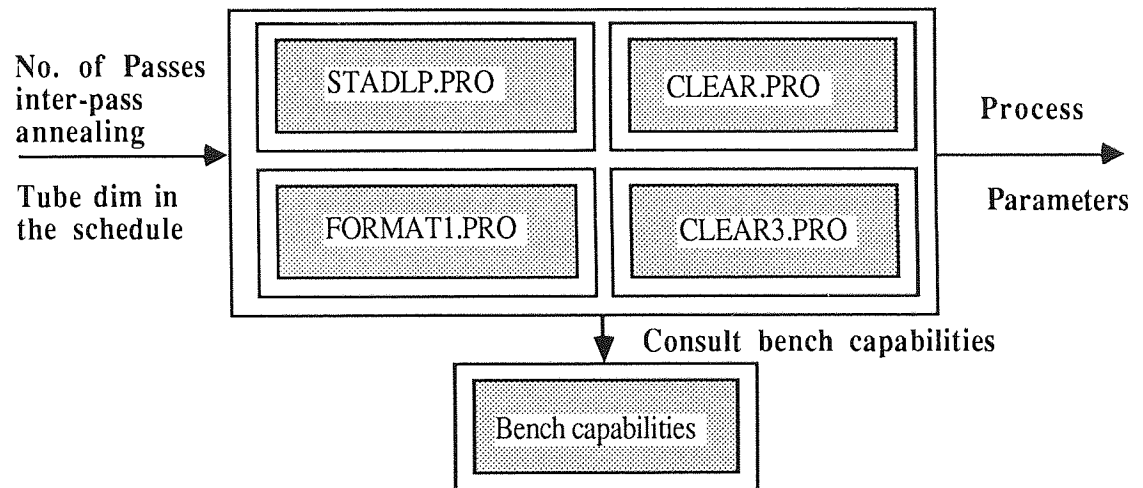 No. of Passes
inter-pass
annealing
Tube dim in
the schedule
STADLP.PRO
CLEAR.PRO
FORMAT1.PRO
CLEAR3.PRO
Process
Parameters
Consult bench capabilities
Bench capabilities